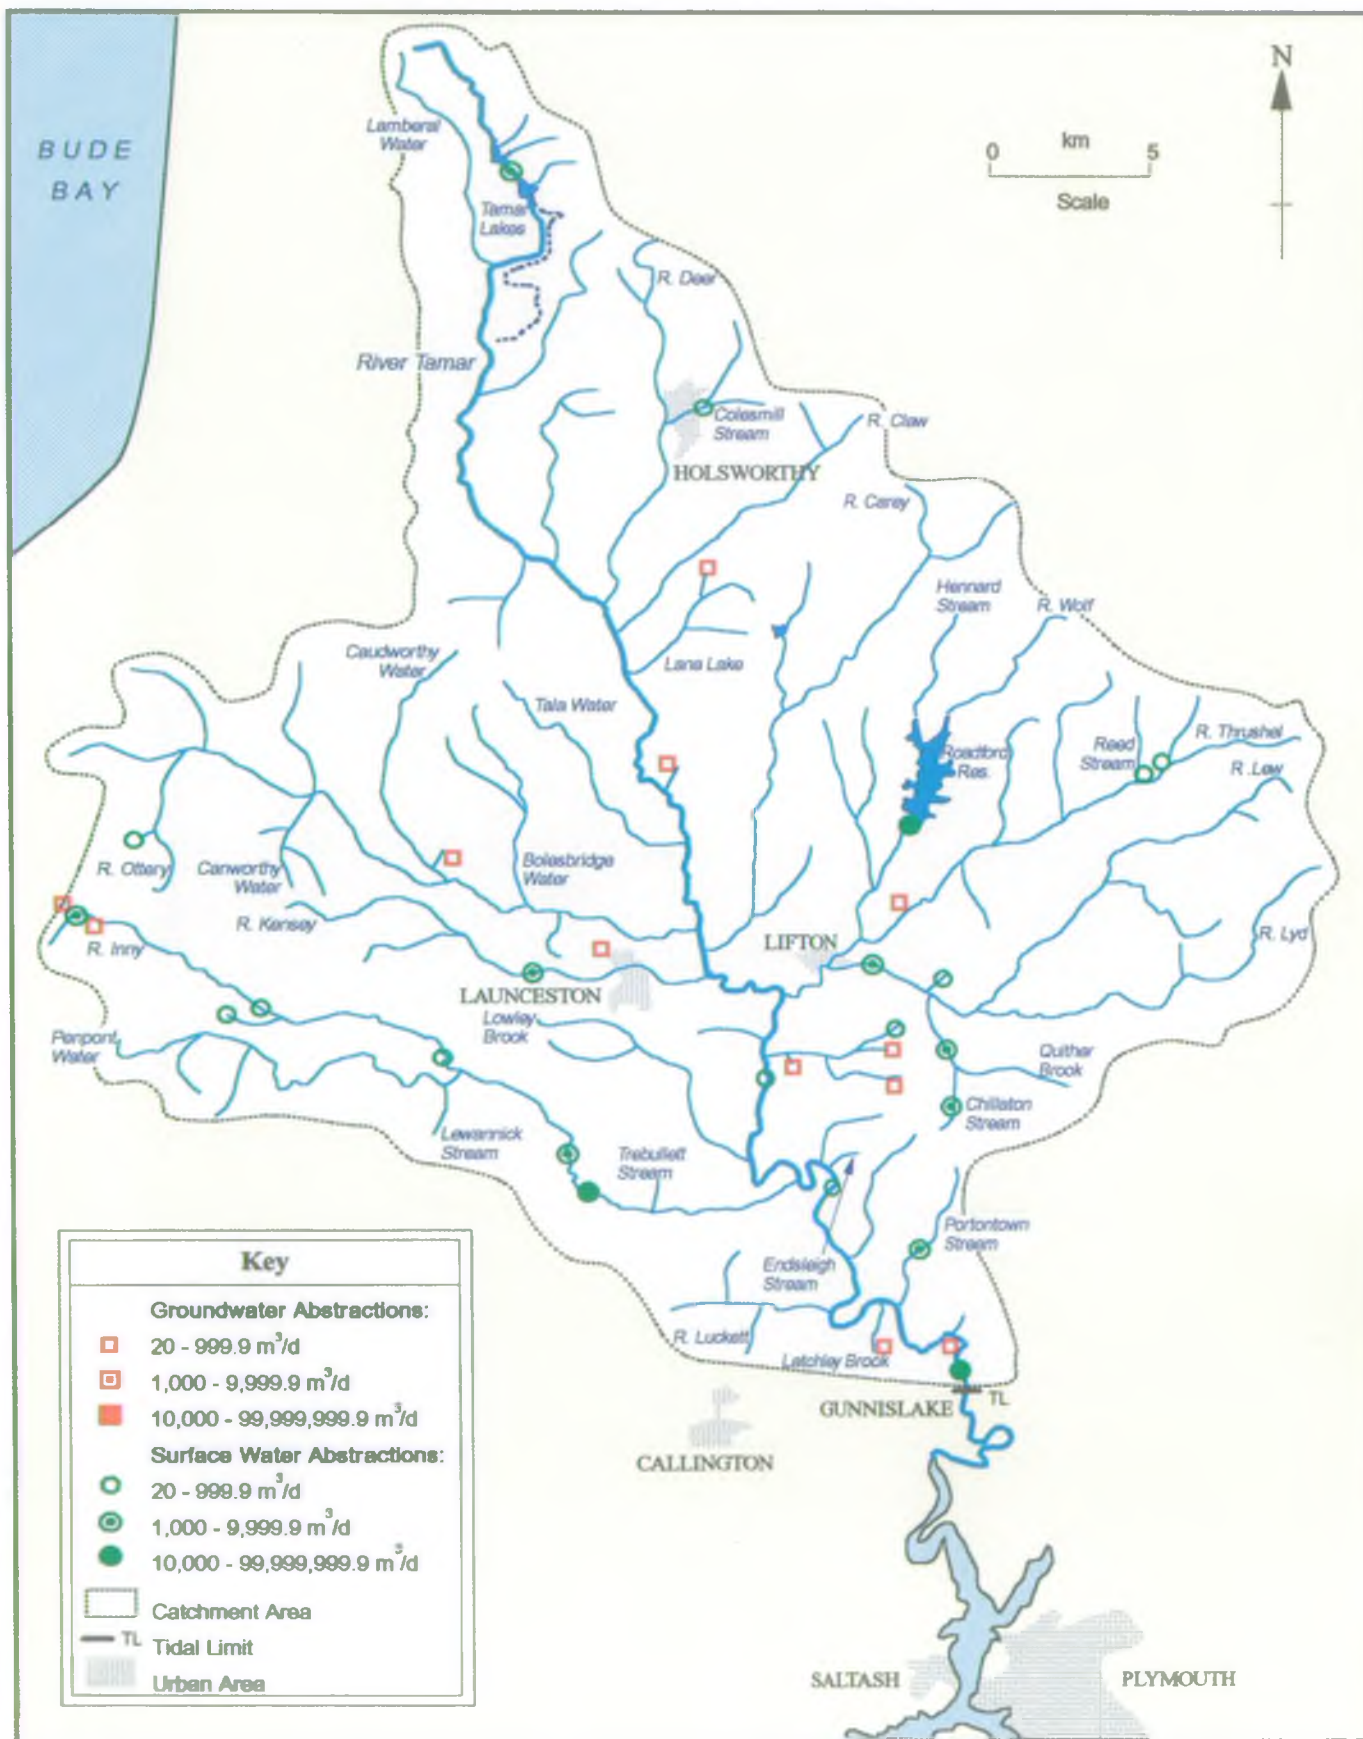 N
BUDE
BAY
km
0
5
Scale
Lamberal
Water
Tamar
Lakes
R. Deer
River Tamar
Colesmill
Stream
R. Claw
HOLSWORTHY
R. Carey
Hennard
Stream
R. Wolf
Caudworthy
Water
Lana Lake
Tala Water
Roadford
Res.
Reed
Stream
R. Thrushel
R. Lew
R. Ottery
Canworthy
Water
Bolesbridge
Water
R. Kensey
R. Inny
LIFTON
R. Lyd
LAUNCESTON
Lowley
Brook
Penpont
Water
Quither
Brook
Chillaton
Stream
Lewannick
Stream
Trebullett
Stream
Portontown
Stream
Endsleigh
Stream
R. Luckett
Latchley Brook
GUNNISLAKE
TL
CALLINGTON
SALTASH
PLYMOUTH
Key
Groundwater Abstractions:
20 - 999.9 m³/d
1,000 - 9,999.9 m³/d
10,000 - 99,999,999.9 m³/d
Surface Water Abstractions:
20 - 999.9 m³/d
1,000 - 9,999.9 m³/d
10,000 - 99,999,999.9 m³/d
Catchment Area
TL Tidal Limit
Urban Area